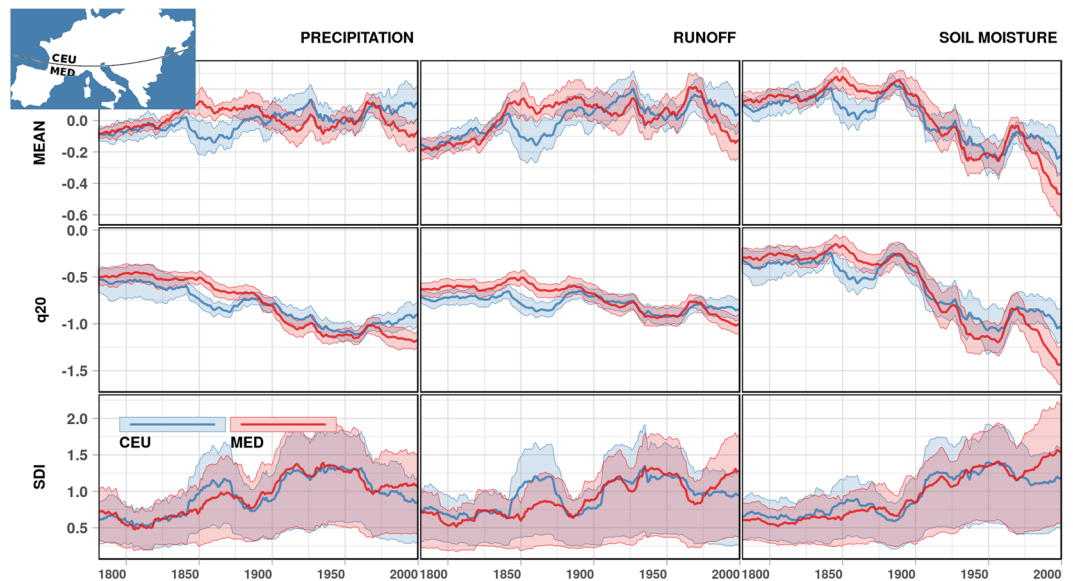 PRECIPITATION RUNOFF SOIL MOISTURE
CEU
MED
MEAN
0.0
-0.2
-0.4
-0.6
q20
0.0
-0.5
-1.0
-1.5
SDI
2.0
1.5
1.0
0.5
CEU MED
1800 1850 1900 1950 2000 1800 1850 1900 1950 2000 1800 1850 1900 1950 2000